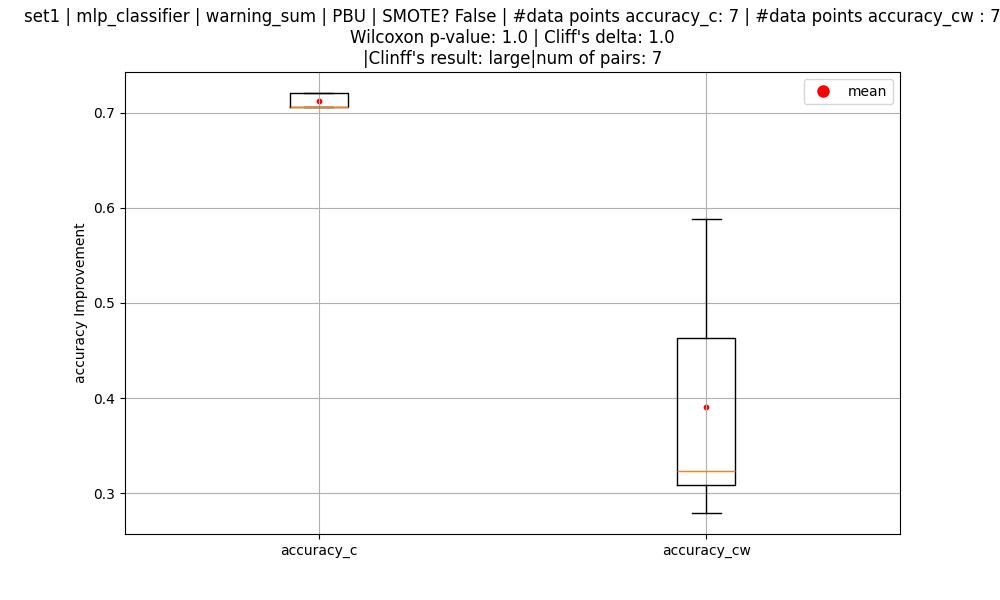 set1 | mlp_classifier | warning_sum | PBU | SMOTE? False | #data points accuracy_c: 7 | #data points accuracy_cw : 7
Wilcoxon p-value: 1.0 | Cliff's delta: 1.0
|Clinff's result: large|num of pairs: 7
mean
0.7
0.6
0.5
0.4
0.3
accuracy Improvement
accuracy_c
accuracy_cw